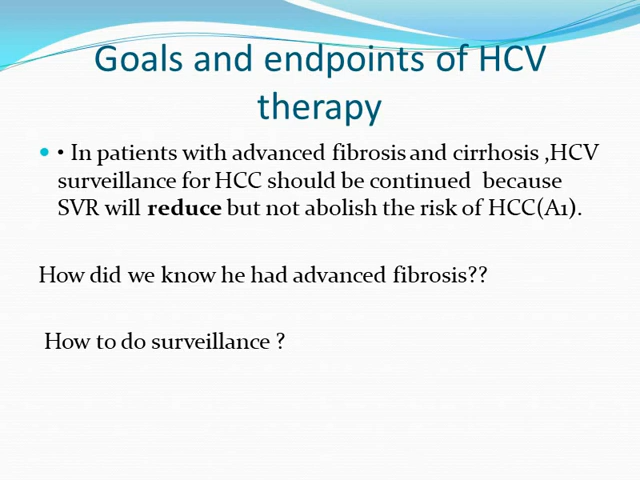 Goals and endpoints of HCV
therapy
• • In patients with advanced fibrosis and cirrhosis ,HCV
surveillance for HCC should be continued because
SVR will reduce but not abolish the risk of HCC(A1).
How did we know he had advanced fibrosis??
How to do surveillance ?